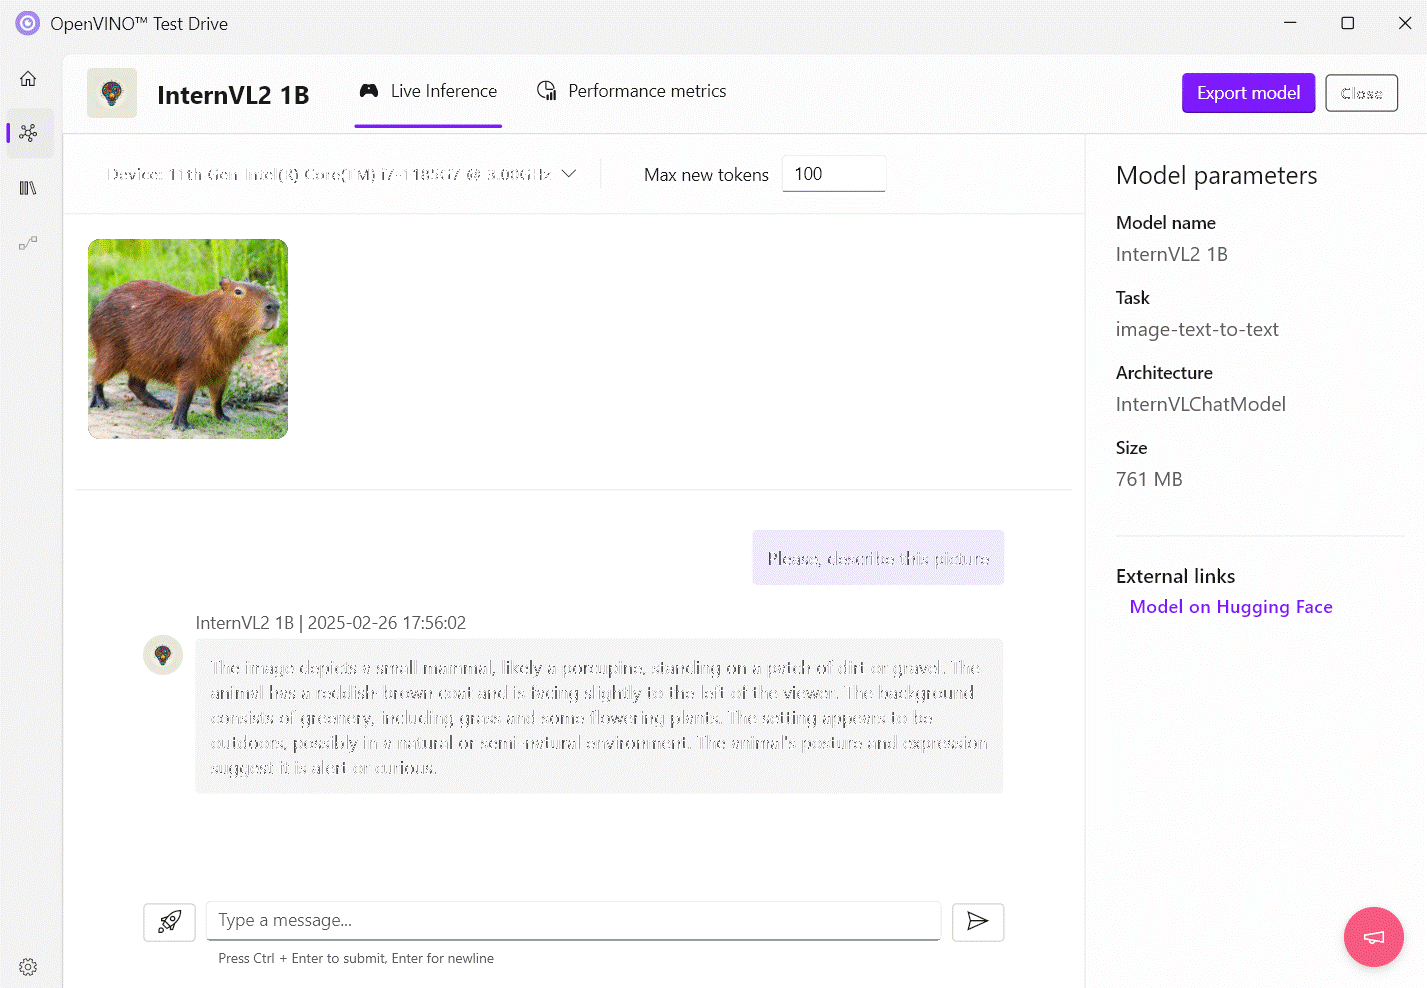 OpenVINO™ Test Drive
InternVL2 1B
Live Inference
Performance metrics
Export model
Close
Device: 11th Gen Intel(R) Core(TM) i7-1185G7 @ 3.00GHz
Max new tokens
100
Please, describe this picture
InternVL2 1B | 2025-02-26 17:56:02
The image depicts a small mammal, likely a porcupine, standing on a patch of dirt or gravel. The
animal has a reddish-brown coat and is facing slightly to the left of the viewer. The background
consists of greenery, including grass and some flowering plants. The setting appears to be
outdoors, possibly in a natural or semi-natural environment. The animal's posture and expression
suggest it is alert or curious.
Type a message...
Press Ctrl + Enter to submit, Enter for newline
Model parameters
Model name
InternVL2 1B
Task
image-text-to-text
Architecture
InternVLChatModel
Size
761 MB
External links
Model on Hugging Face